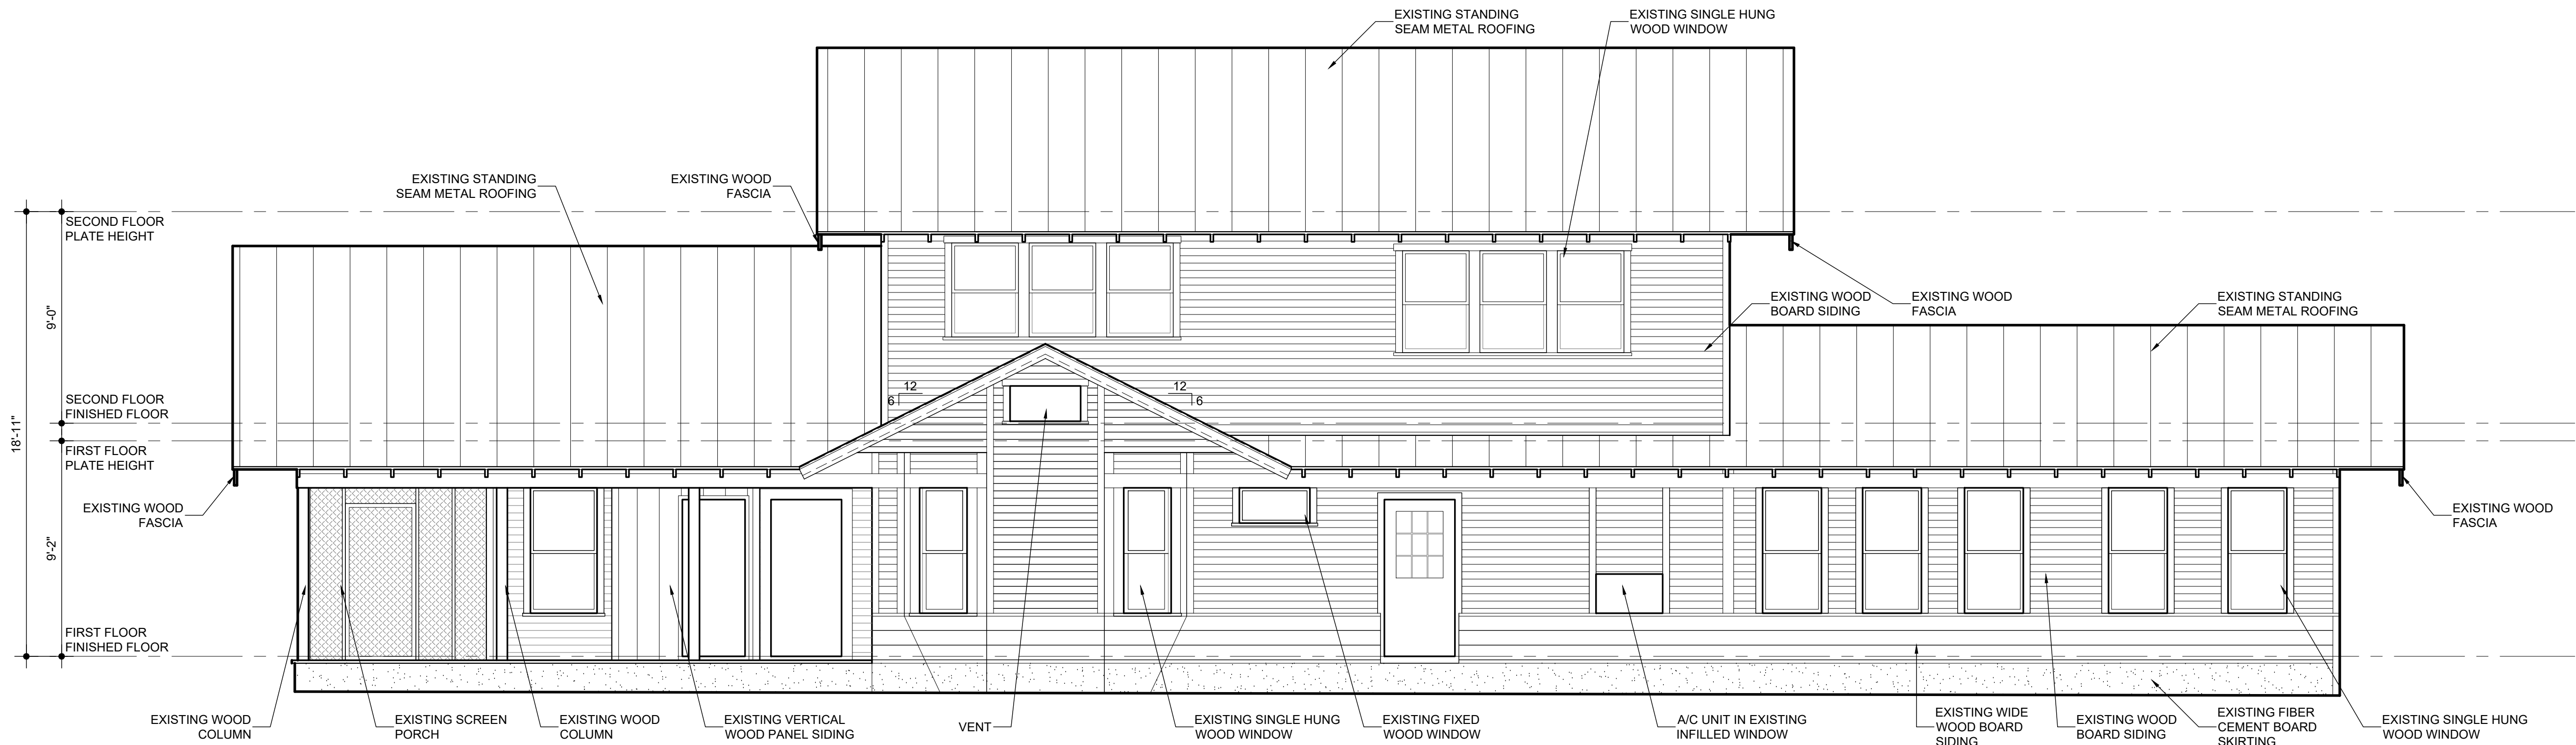 EXISTING STANDING
SEAM METAL ROOFING
EXISTING SINGLE HUNG
WOOD WINDOW
EXISTING STANDING
SEAM METAL ROOFING
EXISTING WOOD
FASCIA
SECOND FLOOR
PLATE HEIGHT
9'-0"
18'-11"
EXISTING WOOD
BOARD SIDING
EXISTING WOOD
FASCIA
EXISTING STANDING
SEAM METAL ROOFING
12
6
12
6
SECOND FLOOR
FINISHED FLOOR
FIRST FLOOR
PLATE HEIGHT
EXISTING WOOD
FASCIA
EXISTING WOOD
FASCIA
9'-2"
FIRST FLOOR
FINISHED FLOOR
EXISTING WOOD
COLUMN
EXISTING SCREEN
PORCH
EXISTING WOOD
COLUMN
EXISTING VERTICAL
WOOD PANEL SIDING
VENT
EXISTING SINGLE HUNG
WOOD WINDOW
EXISTING FIXED
WOOD WINDOW
A/C UNIT IN EXISTING
INFILLED WINDOW
EXISTING WIDE
WOOD BOARD
SIDING
EXISTING WOOD
BOARD SIDING
EXISTING FIBER
CEMENT BOARD
SKIRTING
EXISTING SINGLE HUNG
WOOD WINDOW